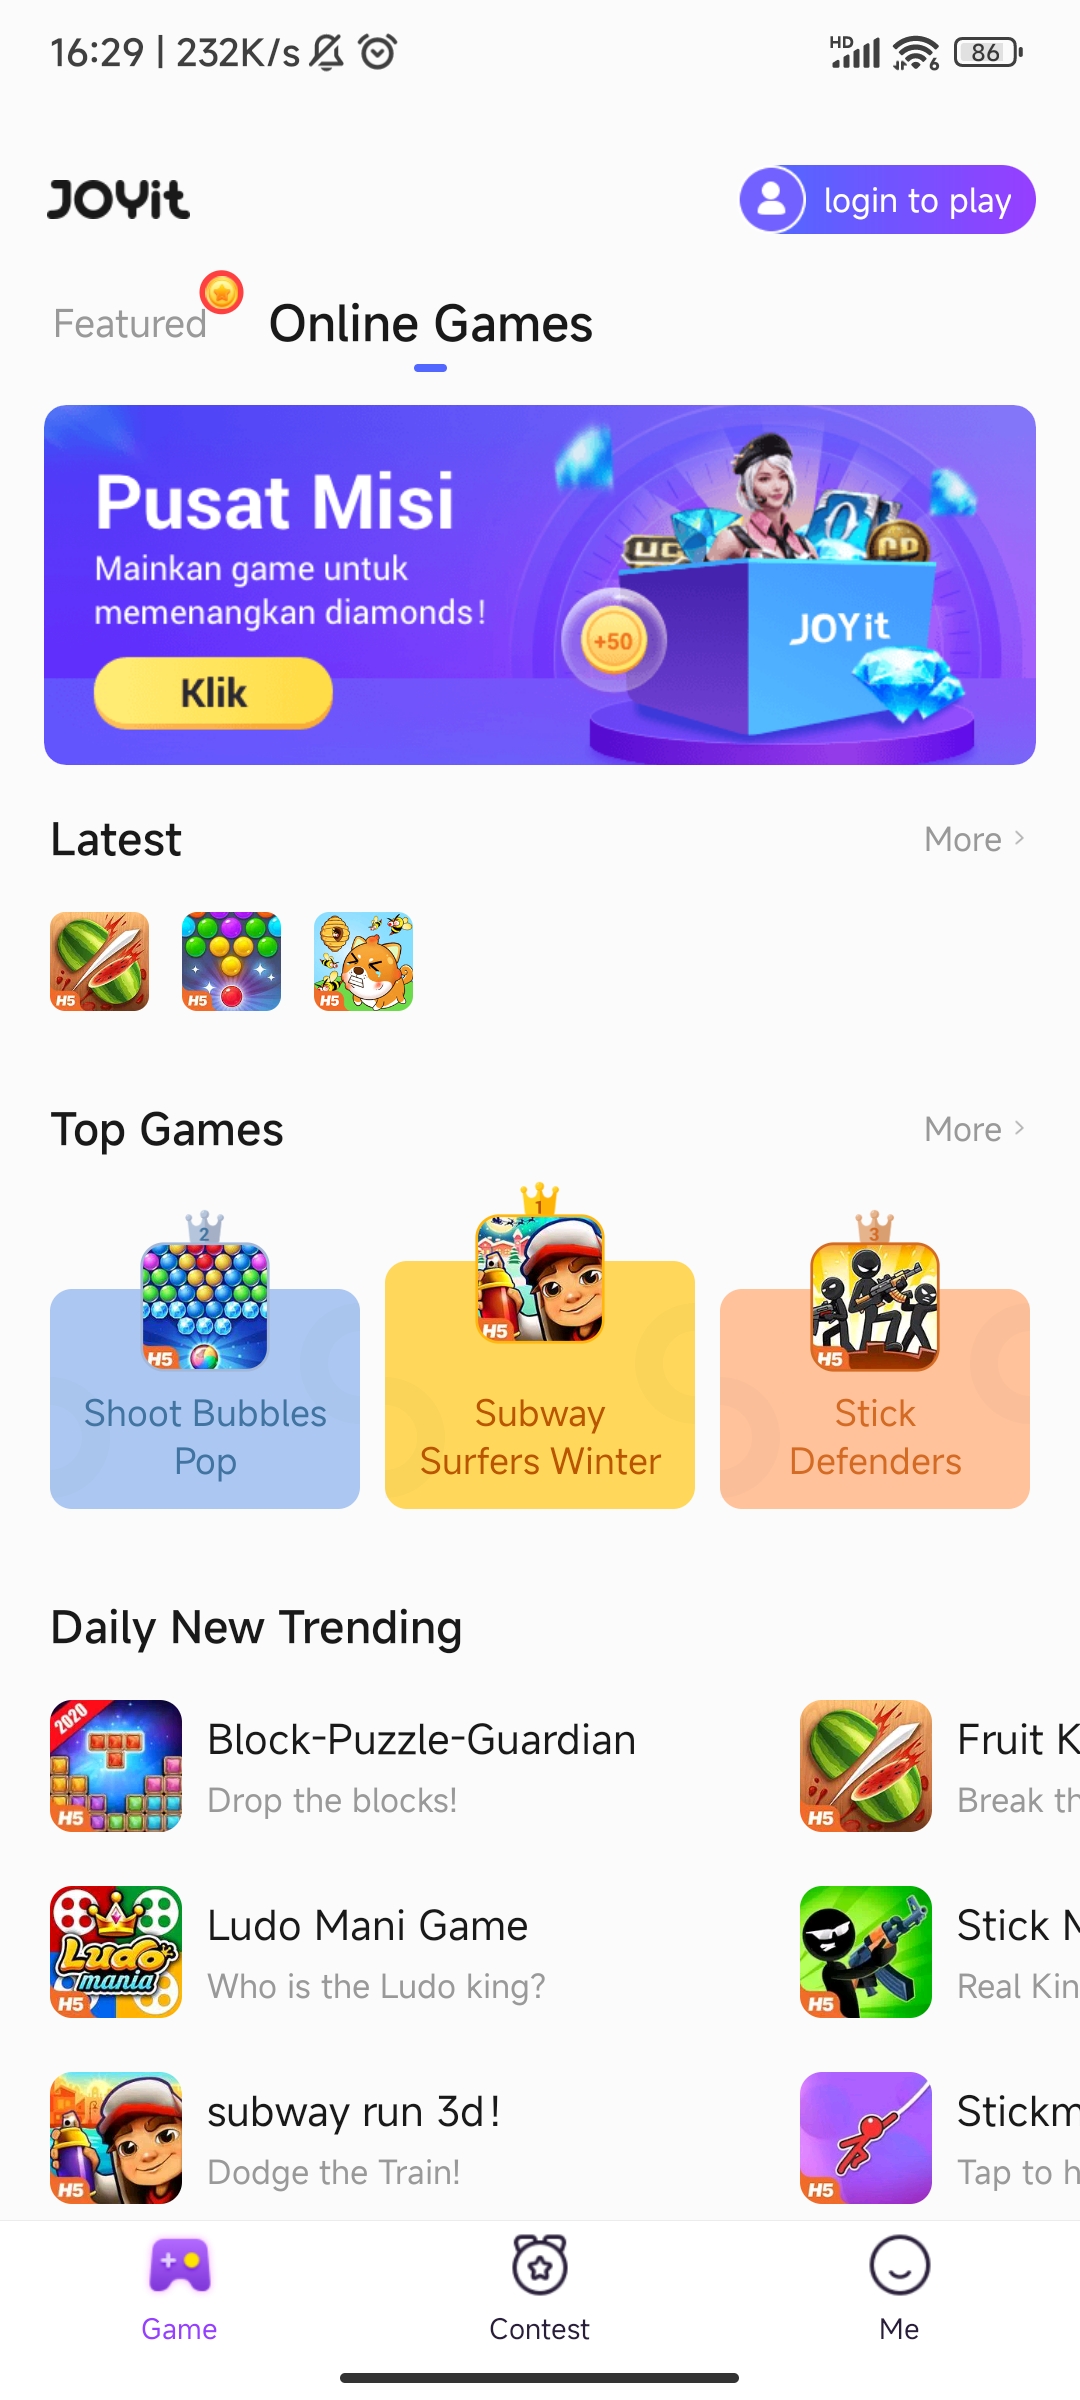 16:29 | 232K/s
HD
6
86
JOYit
login to play
Featured
Online Games
Pusat Misi
Mainkan game untuk
memenangkan diamonds!
Klik
UC
CP
+50
JOYit
Latest
More >
H5
H5
H5
Top Games
More >
2
1
3
H5
H5
H5
Shoot Bubbles
Pop
Subway
Surfers Winter
Stick
Defenders
Daily New Trending
2020
H5
Block-Puzzle-Guardian
Drop the blocks!
H5
Fruit K
Break th
Ludo
mania
H5
Ludo Mani Game
Who is the Ludo king?
H5
Stick
Real Kin
H5
subway run 3d!
Dodge the Train!
H5
Stickm
Tap to h
Game
Contest
Me